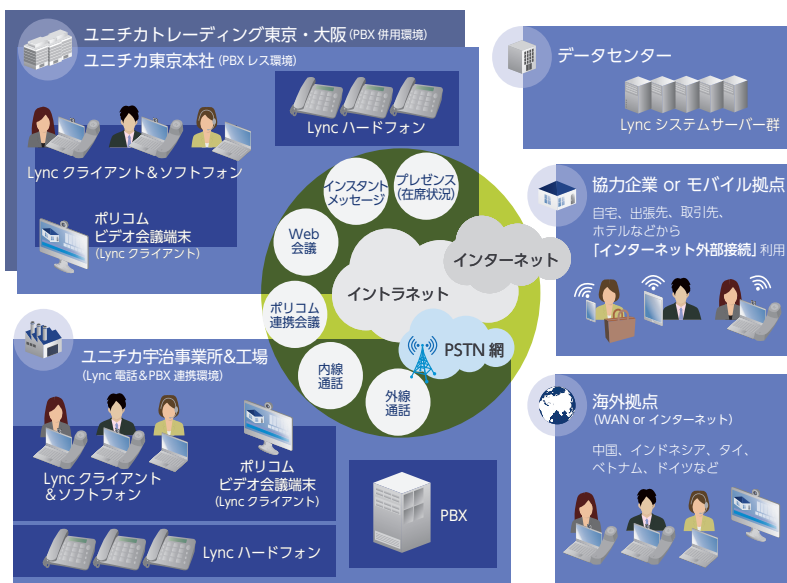 ユニチカトレーディング東京・大阪(PBX 併用環境)
ユニチカ東京本社(PBX レス環境)
Lync ハードフォン
Lync クライアント＆ソフトフォン
ポリコム
ビデオ会議端末
(Lync クライアント)
データセンター
Lync システムサーバー群
協力企業 or モバイル拠点
自宅、出張先、取引先、
ホテルなどから
「インターネット外部接続」利用
インスタント
メッセージ
プレゼンス
(在席状況)
Web
会議
ポリコム
連携会議
内線
通話
外線
通話
イントラネット
インターネット
PSTN 網
ユニチカ宇治事業所&工場
(Lync 電話＆PBX 連携環境)
Lync クライアント
＆ソフトフォン
ポリコム
ビデオ会議端末
(Lync クライアント)
Lync ハードフォン
PBX
海外拠点
(WAN or インターネット)
中国、インドネシア、タイ、
ベトナム、ドイツなど